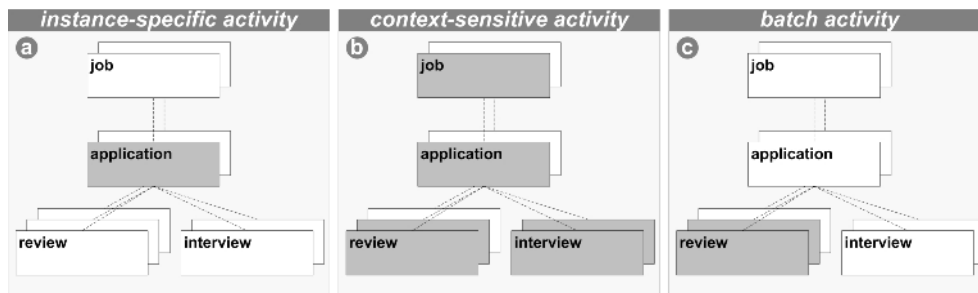 instance-specific activity
context-sensitive activity
batch activity
a
job
application
review
interview
b
job
application
review
interview
c
job
application
review
interview